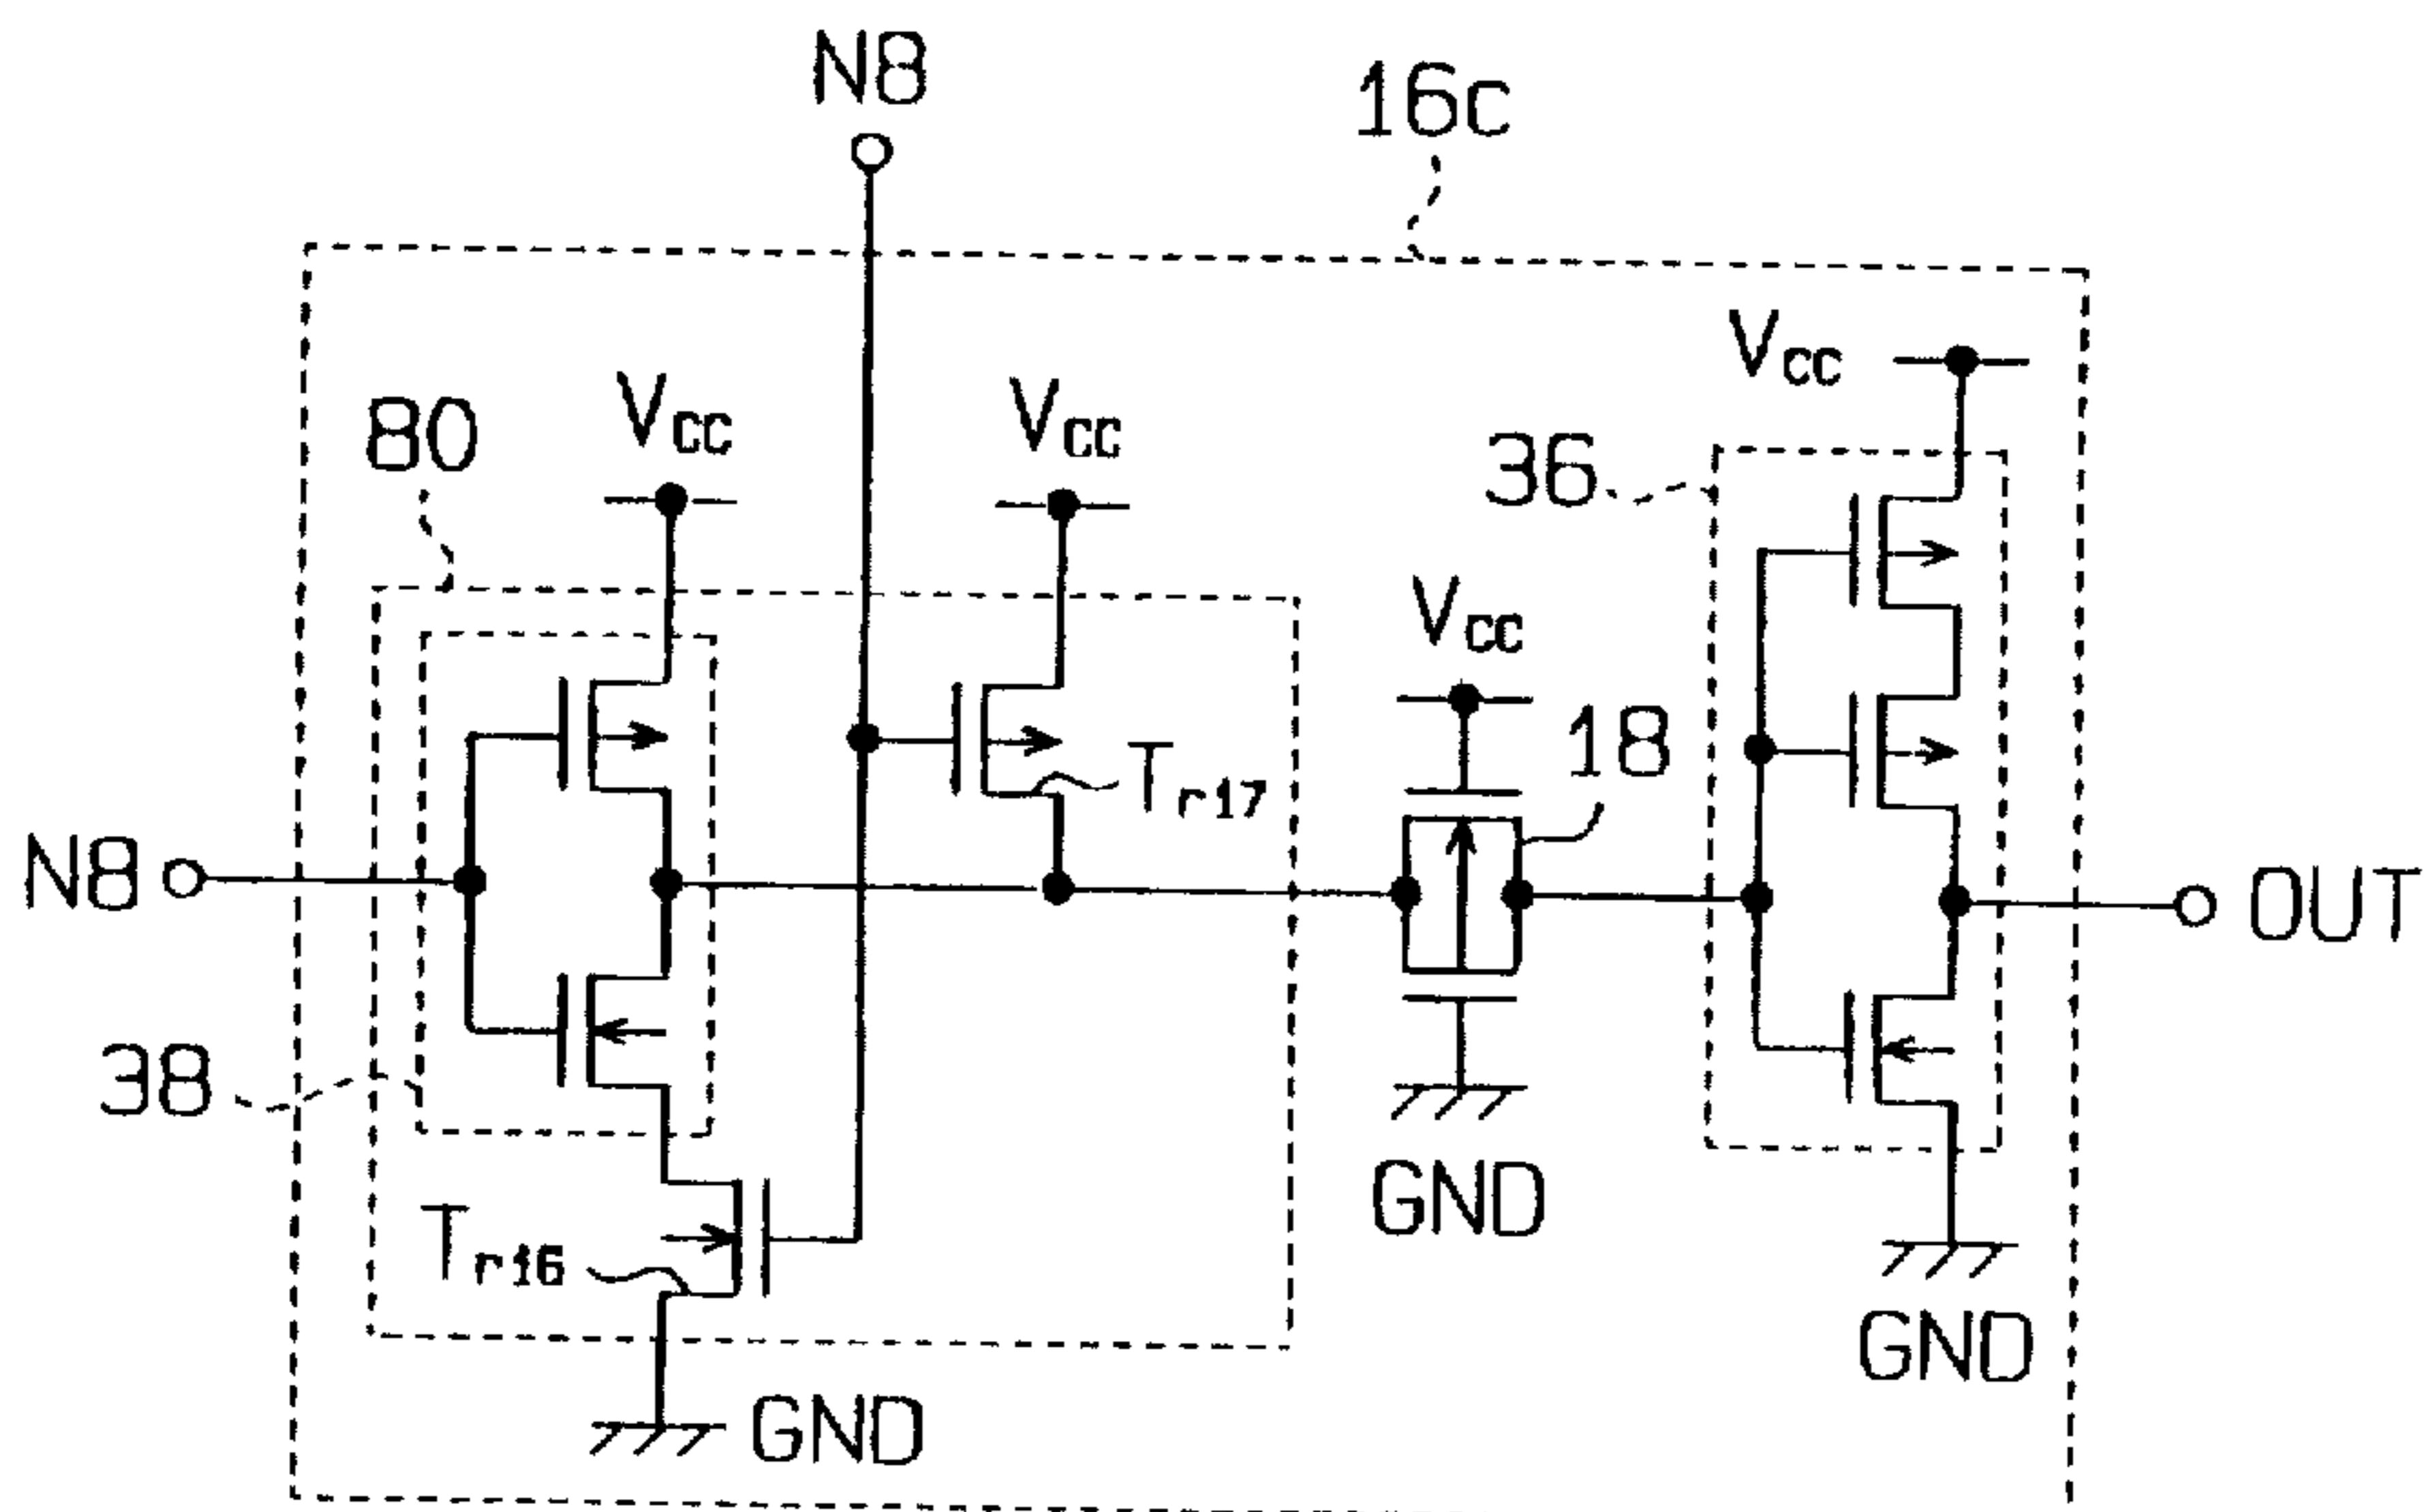 N8
16c
Vcc
80
Vcc
Vcc
36
Vcc
18
Tr17
N8
OUT
38
GND
Tr16
GND
GND